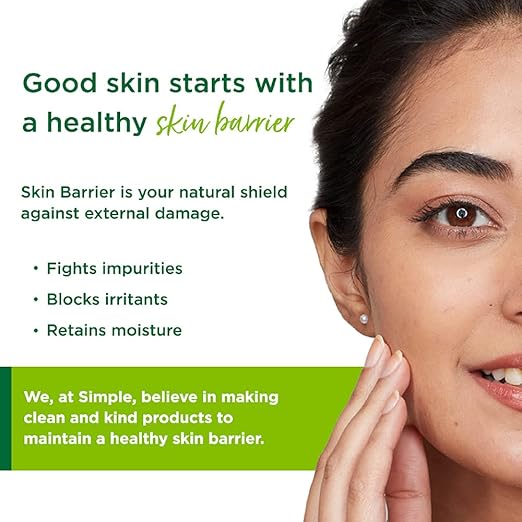 Good skin starts with
a healthy skin barrier
Skin Barrier is your natural shield
against external damage.
• Fights impurities
• Blocks irritants
• Retains moisture
We, at Simple, believe in making
clean and kind products to
maintain a healthy skin barrier.